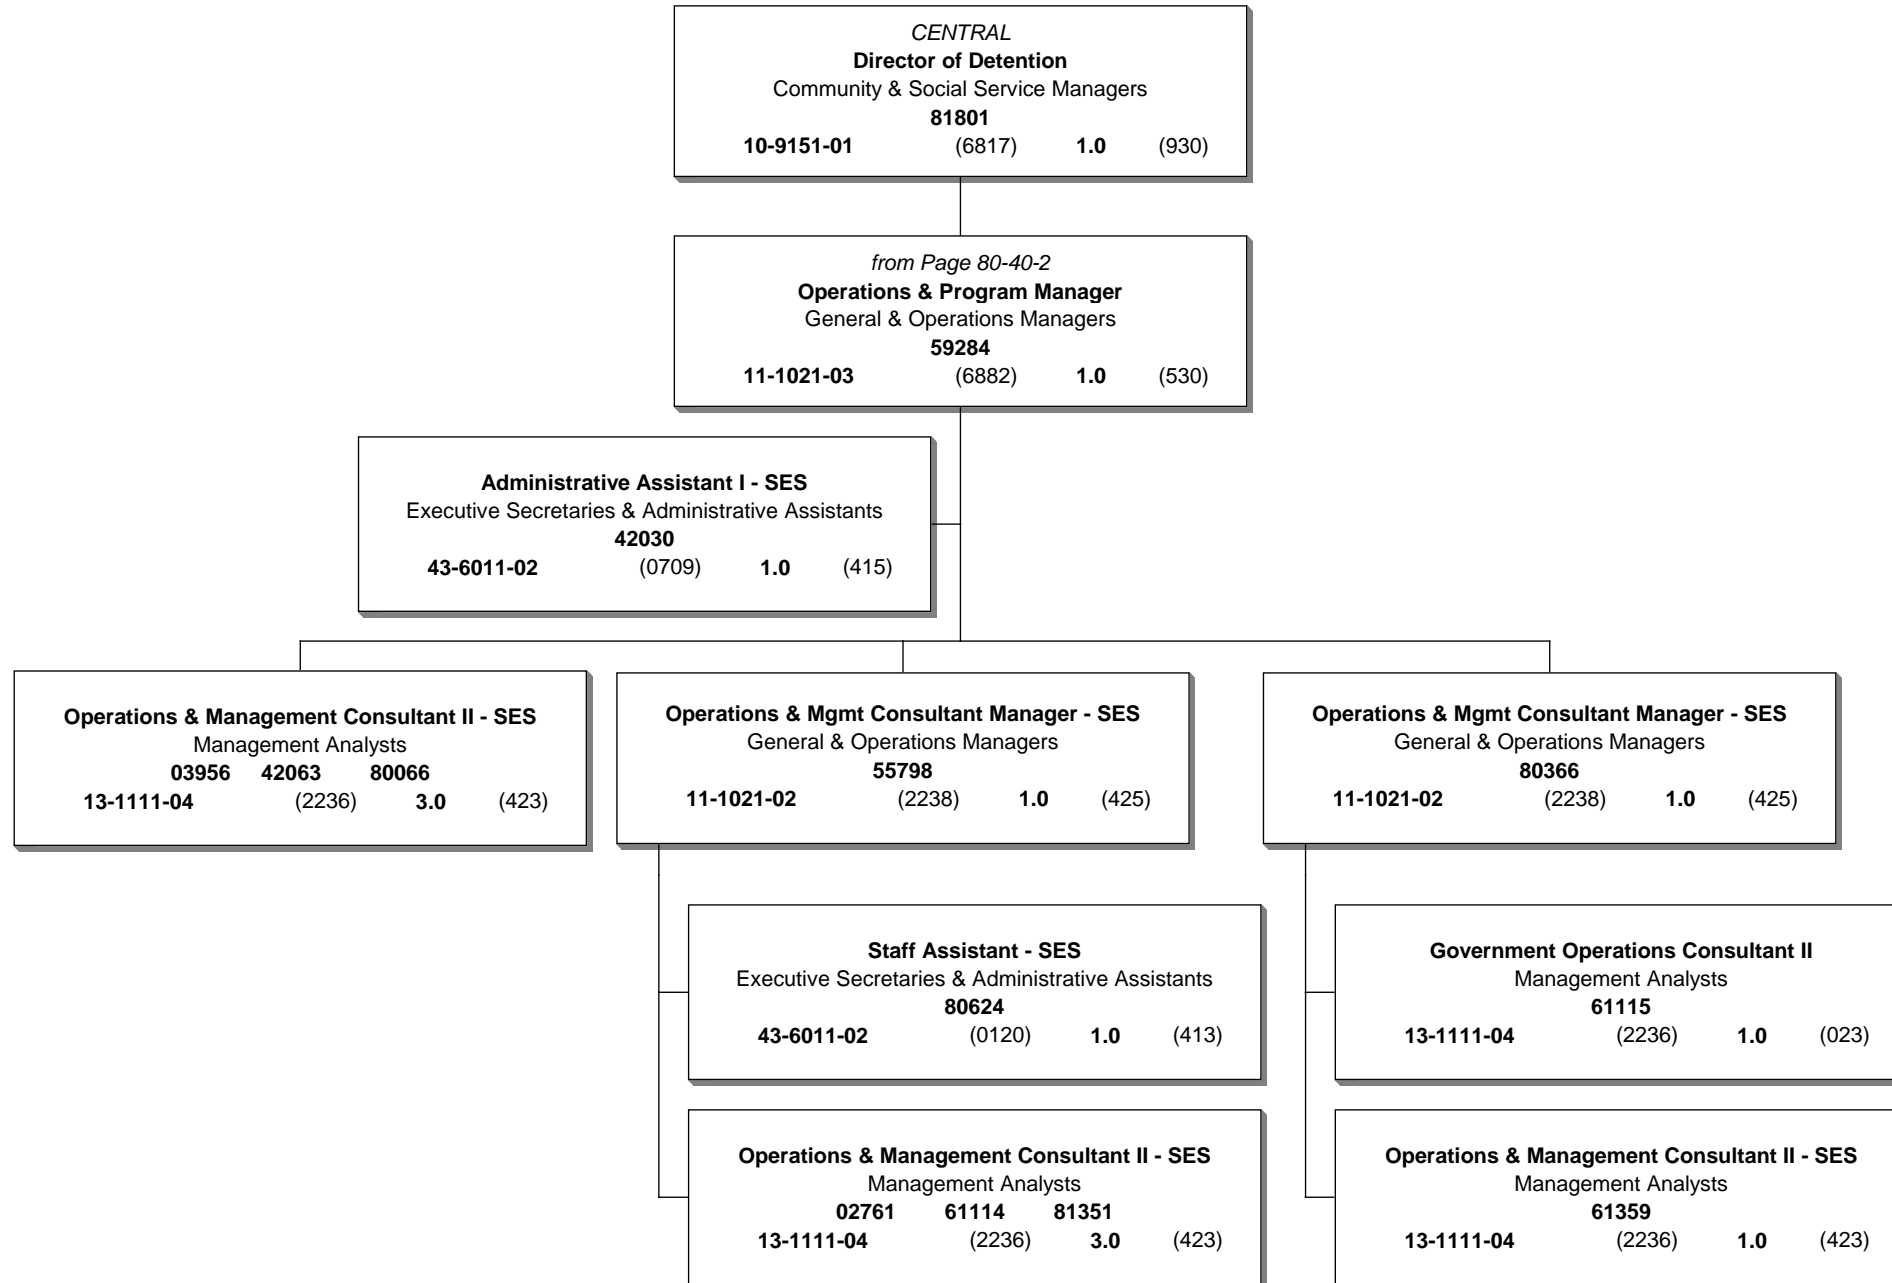 CENTRAL
Director of Detention
Community & Social Service Managers
81801
10-9151-01 (6817) 1.0 (930)
from Page 80-40-2
Operations & Program Manager
General & Operations Managers
59284
11-1021-03 (6882) 1.0 (530)
Administrative Assistant I - SES
Executive Secretaries & Administrative Assistants
42030
43-6011-02 (0709) 1.0 (415)
Operations & Management Consultant II - SES
Management Analysts
03956 42063 80066
13-1111-04 (2236) 3.0 (423)
Operations & Mgmt Consultant Manager - SES
General & Operations Managers
55798
11-1021-02 (2238) 1.0 (425)
Operations & Mgmt Consultant Manager - SES
General & Operations Managers
80366
11-1021-02 (2238) 1.0 (425)
Staff Assistant - SES
Executive Secretaries & Administrative Assistants
80624
43-6011-02 (0120) 1.0 (413)
Government Operations Consultant II
Management Analysts
61115
13-1111-04 (2236) 1.0 (023)
Operations & Management Consultant II - SES
Management Analysts
02761 61114 81351
13-1111-04 (2236) 3.0 (423)
Operations & Management Consultant II - SES
Management Analysts
61359
13-1111-04 (2236) 1.0 (423)